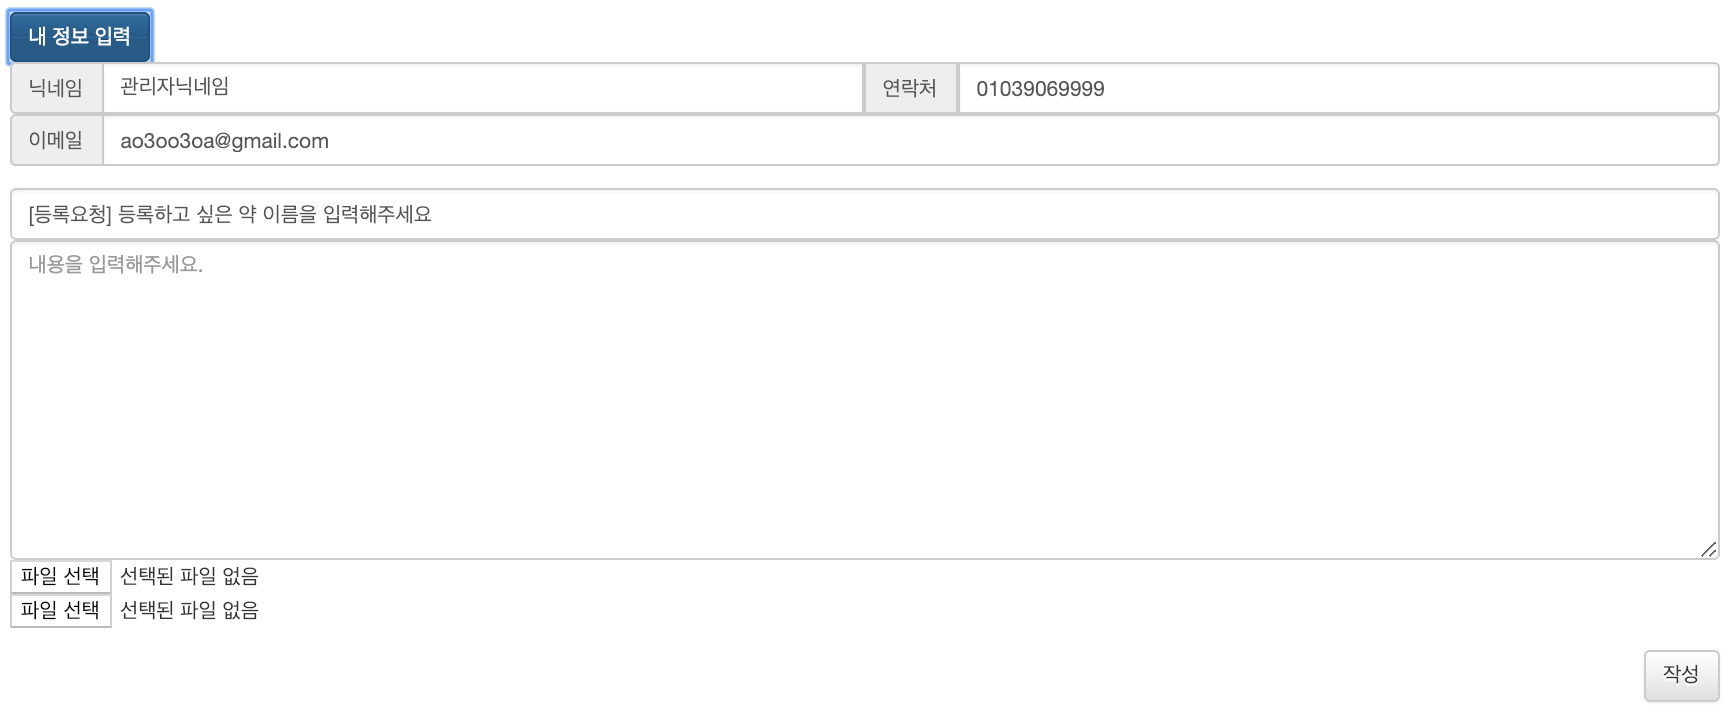 내 정보 입력
닉네임 관리자닉네임 연락처 01039069999
이메일 ao3oo3oa@gmail.com
[등록요청] 등록하고 싶은 약 이름을 입력해주세요
내용을 입력해주세요.
파일 선택 선택된 파일 없음
파일 선택 선택된 파일 없음
작성